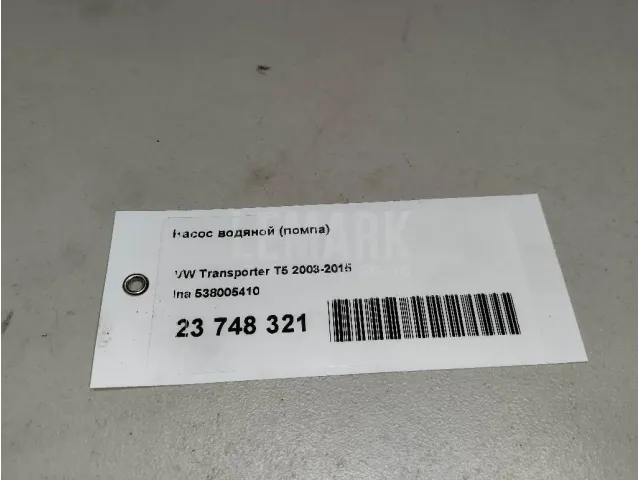 Насос водяной (помпа)
VW Transporter T5 2003-2015
Ina 538005410
23 748 321